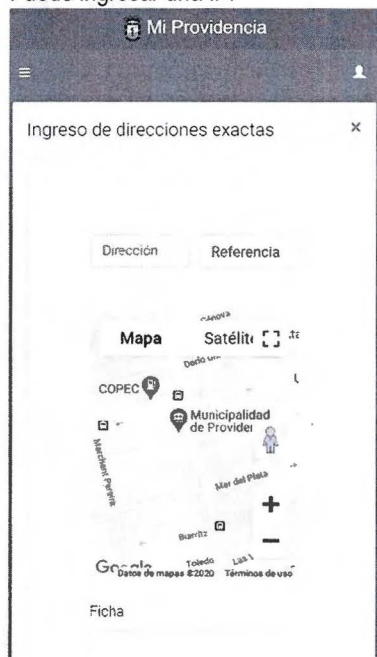 Mi Providencia
Ingreso de direcciones exactas ×
Dirección Referencia
Mapa Satélite
COPEC
Municipalidad
de Provider
Marchant Pereira
Mar del Plata
Biarritz
Toledo
Google
Datos de mapas ©2020 Términos de uso
Ficha